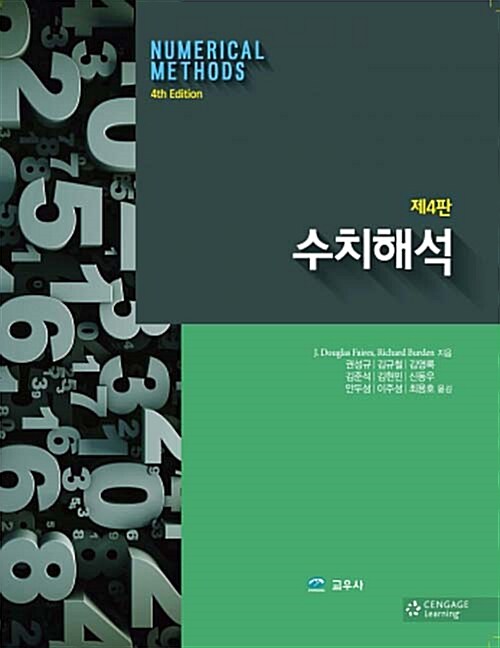 NUMERICAL
METHODS
4th Edition
제4판
수치해석
J. Douglas Faires, Richard Burden 지음
권성규 | 김규철 | 김영록
김준석 | 김현민 | 신동우
안두성 | 이주성 | 최용호 옮김
교우사
CENGAGE
Learning